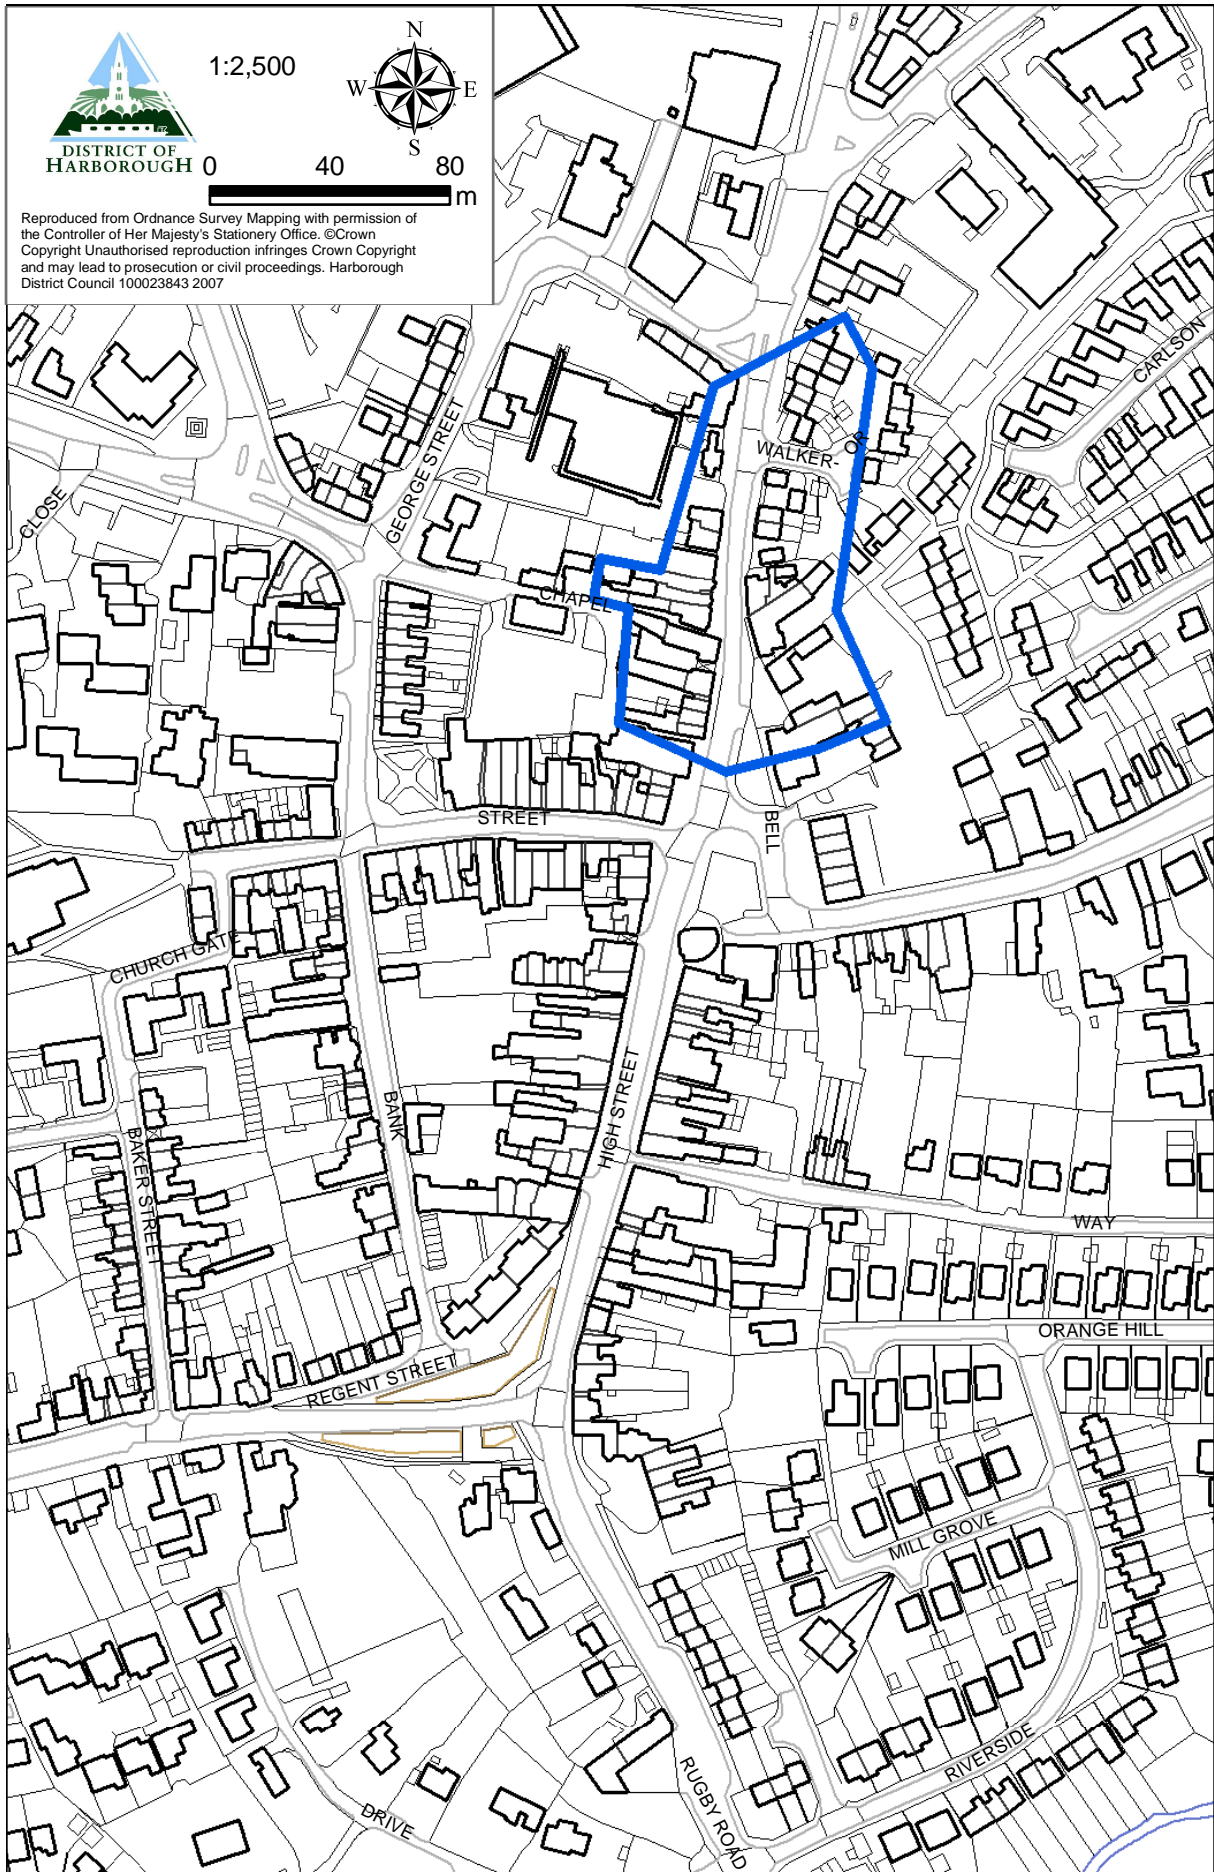 1:2,500
N
W
E
S
DISTRICT OF
HARBOROUGH
0 40 80
m
Reproduced from Ordnance Survey Mapping with permission of
the Controller of Her Majesty's Stationery Office. ©Crown
Copyright Unauthorised reproduction infringes Crown Copyright
and may lead to prosecution or civil proceedings. Harborough
District Council 100023843 2007
CARLSON
GEORGE STREET
WALKER-
OR
CLOSE
CHAPEL
STREET
BELL
CHURCH GATE
BANK
HIGH STREET
BAKER STREET
WAY
ORANGE HILL
REGENT STREET
MILL GROVE
RIVERSIDE
RUGBY ROAD
DRIVE